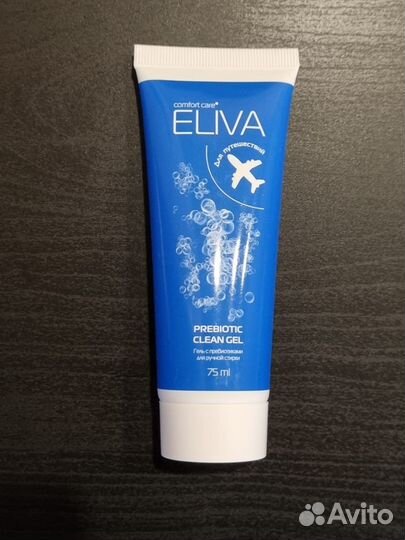 comfort care®
ELIVA
Для путешествий
PREBIOTIC
CLEAN GEL
Гель с пребиотиками
для ручной стирки
75 ml
Avito